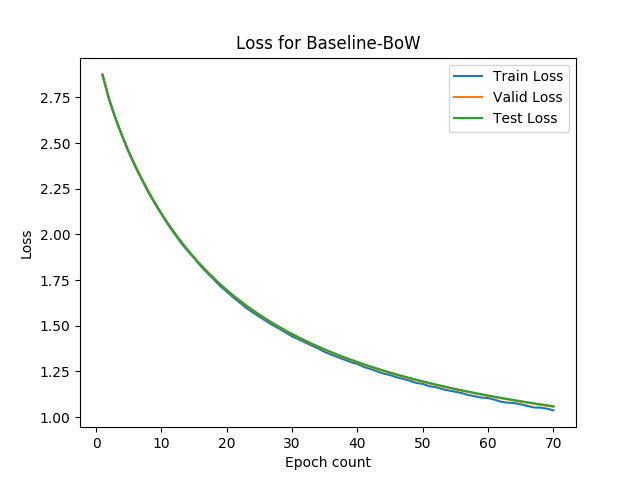 Loss for Baseline-BoW
Train Loss
Valid Loss
Test Loss
Loss
2.75
2.50
2.25
2.00
1.75
1.50
1.25
1.00
0 10 20 30 40 50 60 70
Epoch count